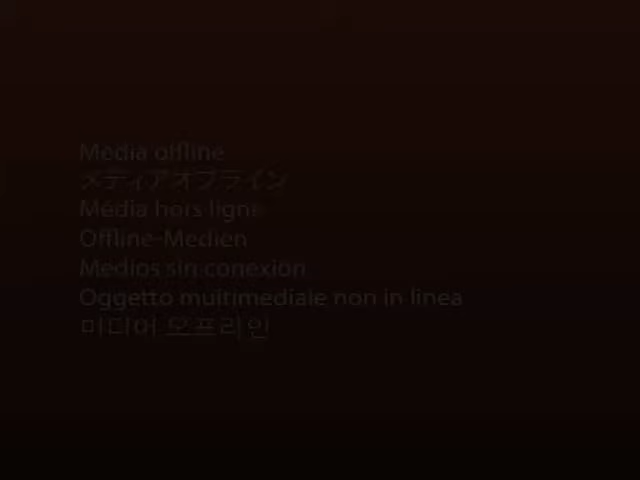 Media offline
メディアオフライン
Média hors ligne
Offline-Medien
Medios sin conexión
Oggetto multimediale non in linea
미디어 오프라인